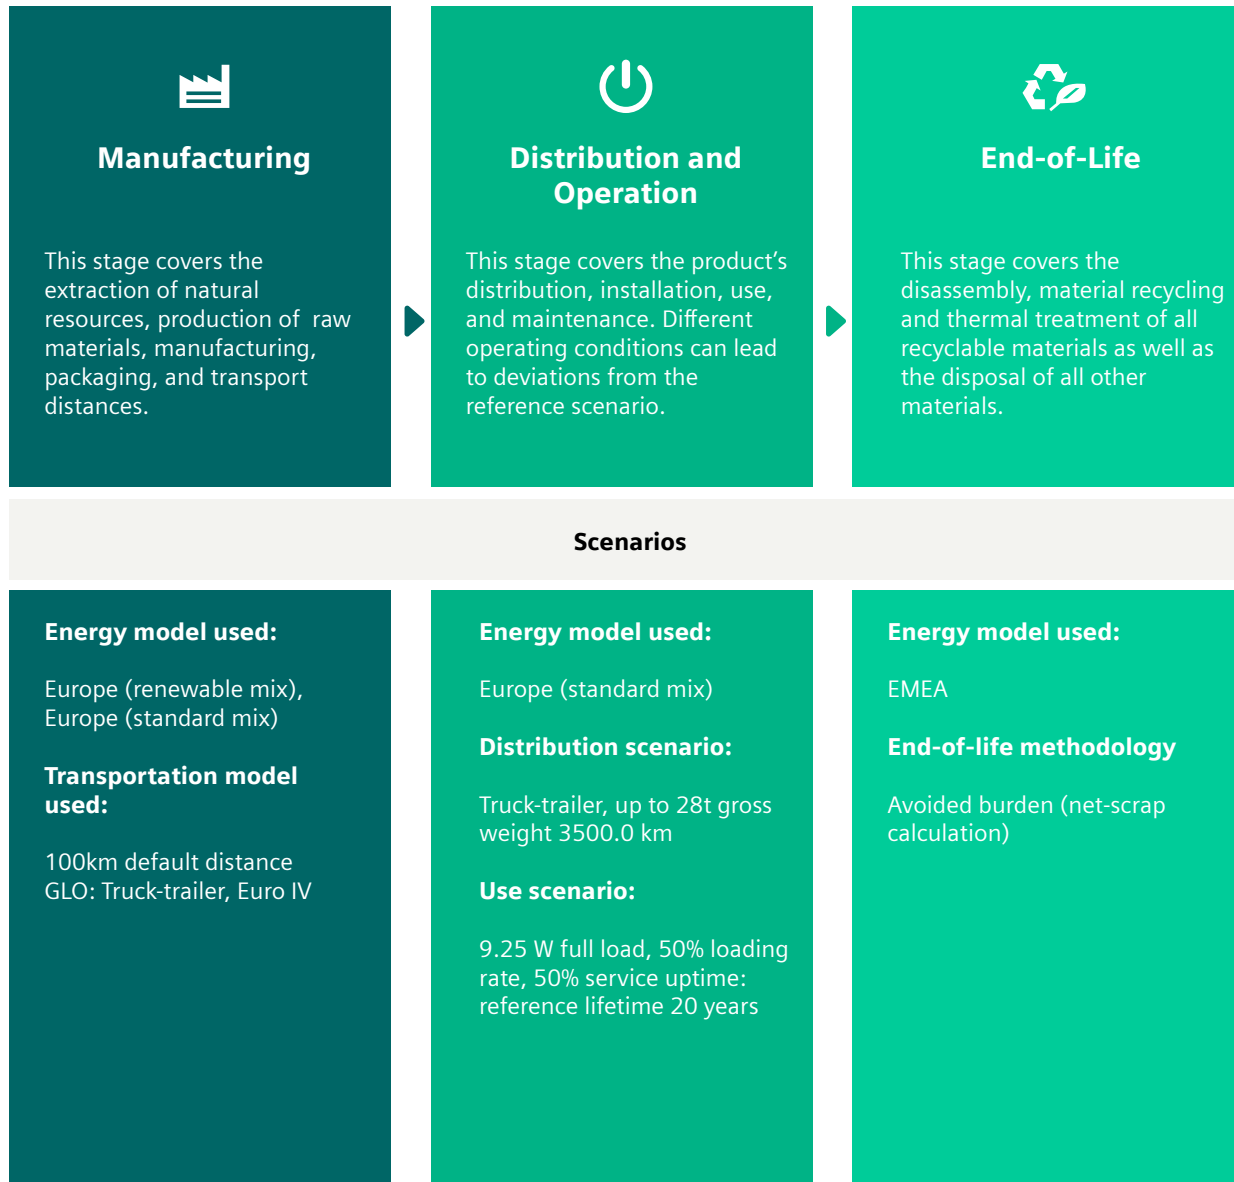 Manufacturing
This stage covers the
extraction of natural
resources, production of  raw
materials, manufacturing,
packaging, and transport
distances.
Distribution and
Operation
This stage covers the product’s
distribution, installation, use,
and maintenance. Different
operating conditions can lead
to deviations from the
reference scenario.
End-of-Life
This stage covers the
disassembly, material recycling
and thermal treatment of all
recyclable materials as well as
the disposal of all other
materials.
Scenarios
Energy model used:
Europe (renewable mix),
Europe (standard mix)
Transportation model
used:
100km default distance
GLO: Truck-trailer, Euro IV
Energy model used:
Europe (standard mix)
Distribution scenario:
Truck-trailer, up to 28t gross
weight 3500.0 km
Use scenario:
9.25 W full load, 50% loading
rate, 50% service uptime:
reference lifetime 20 years
Energy model used:
EMEA
End-of-life methodology
Avoided burden (net-scrap
calculation)